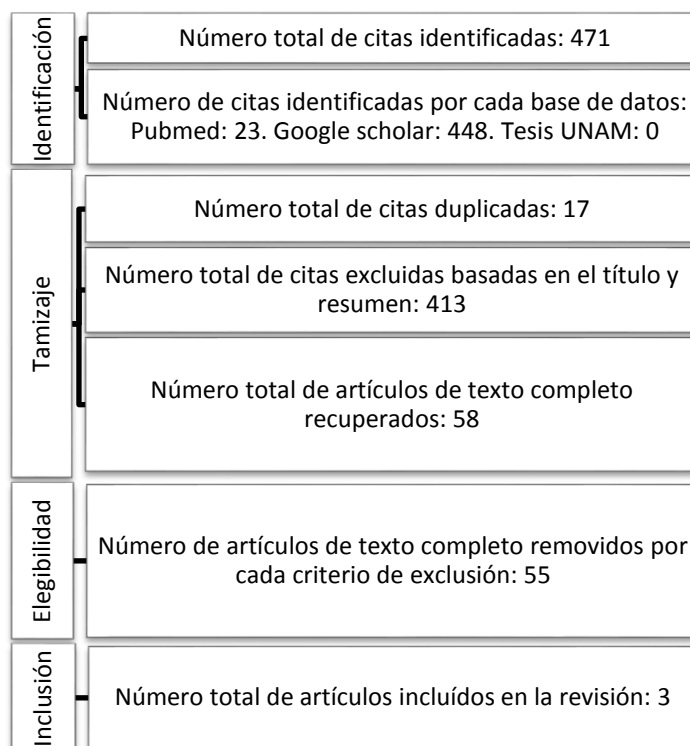 Identificación
Número total de citas identificadas: 471
Número de citas identificadas por cada base de datos:
Pubmed: 23. Google scholar: 448. Tesis UNAM: 0
Tamizaje
Número total de citas duplicadas: 17
Número total de citas excluidas basadas en el título y
resumen: 413
Número total de artículos de texto completo
recuperados: 58
Elegibilidad
Número de artículos de texto completo removidos por
cada criterio de exclusión: 55
Inclusión
Número total de artículos incluídos en la revisión: 3